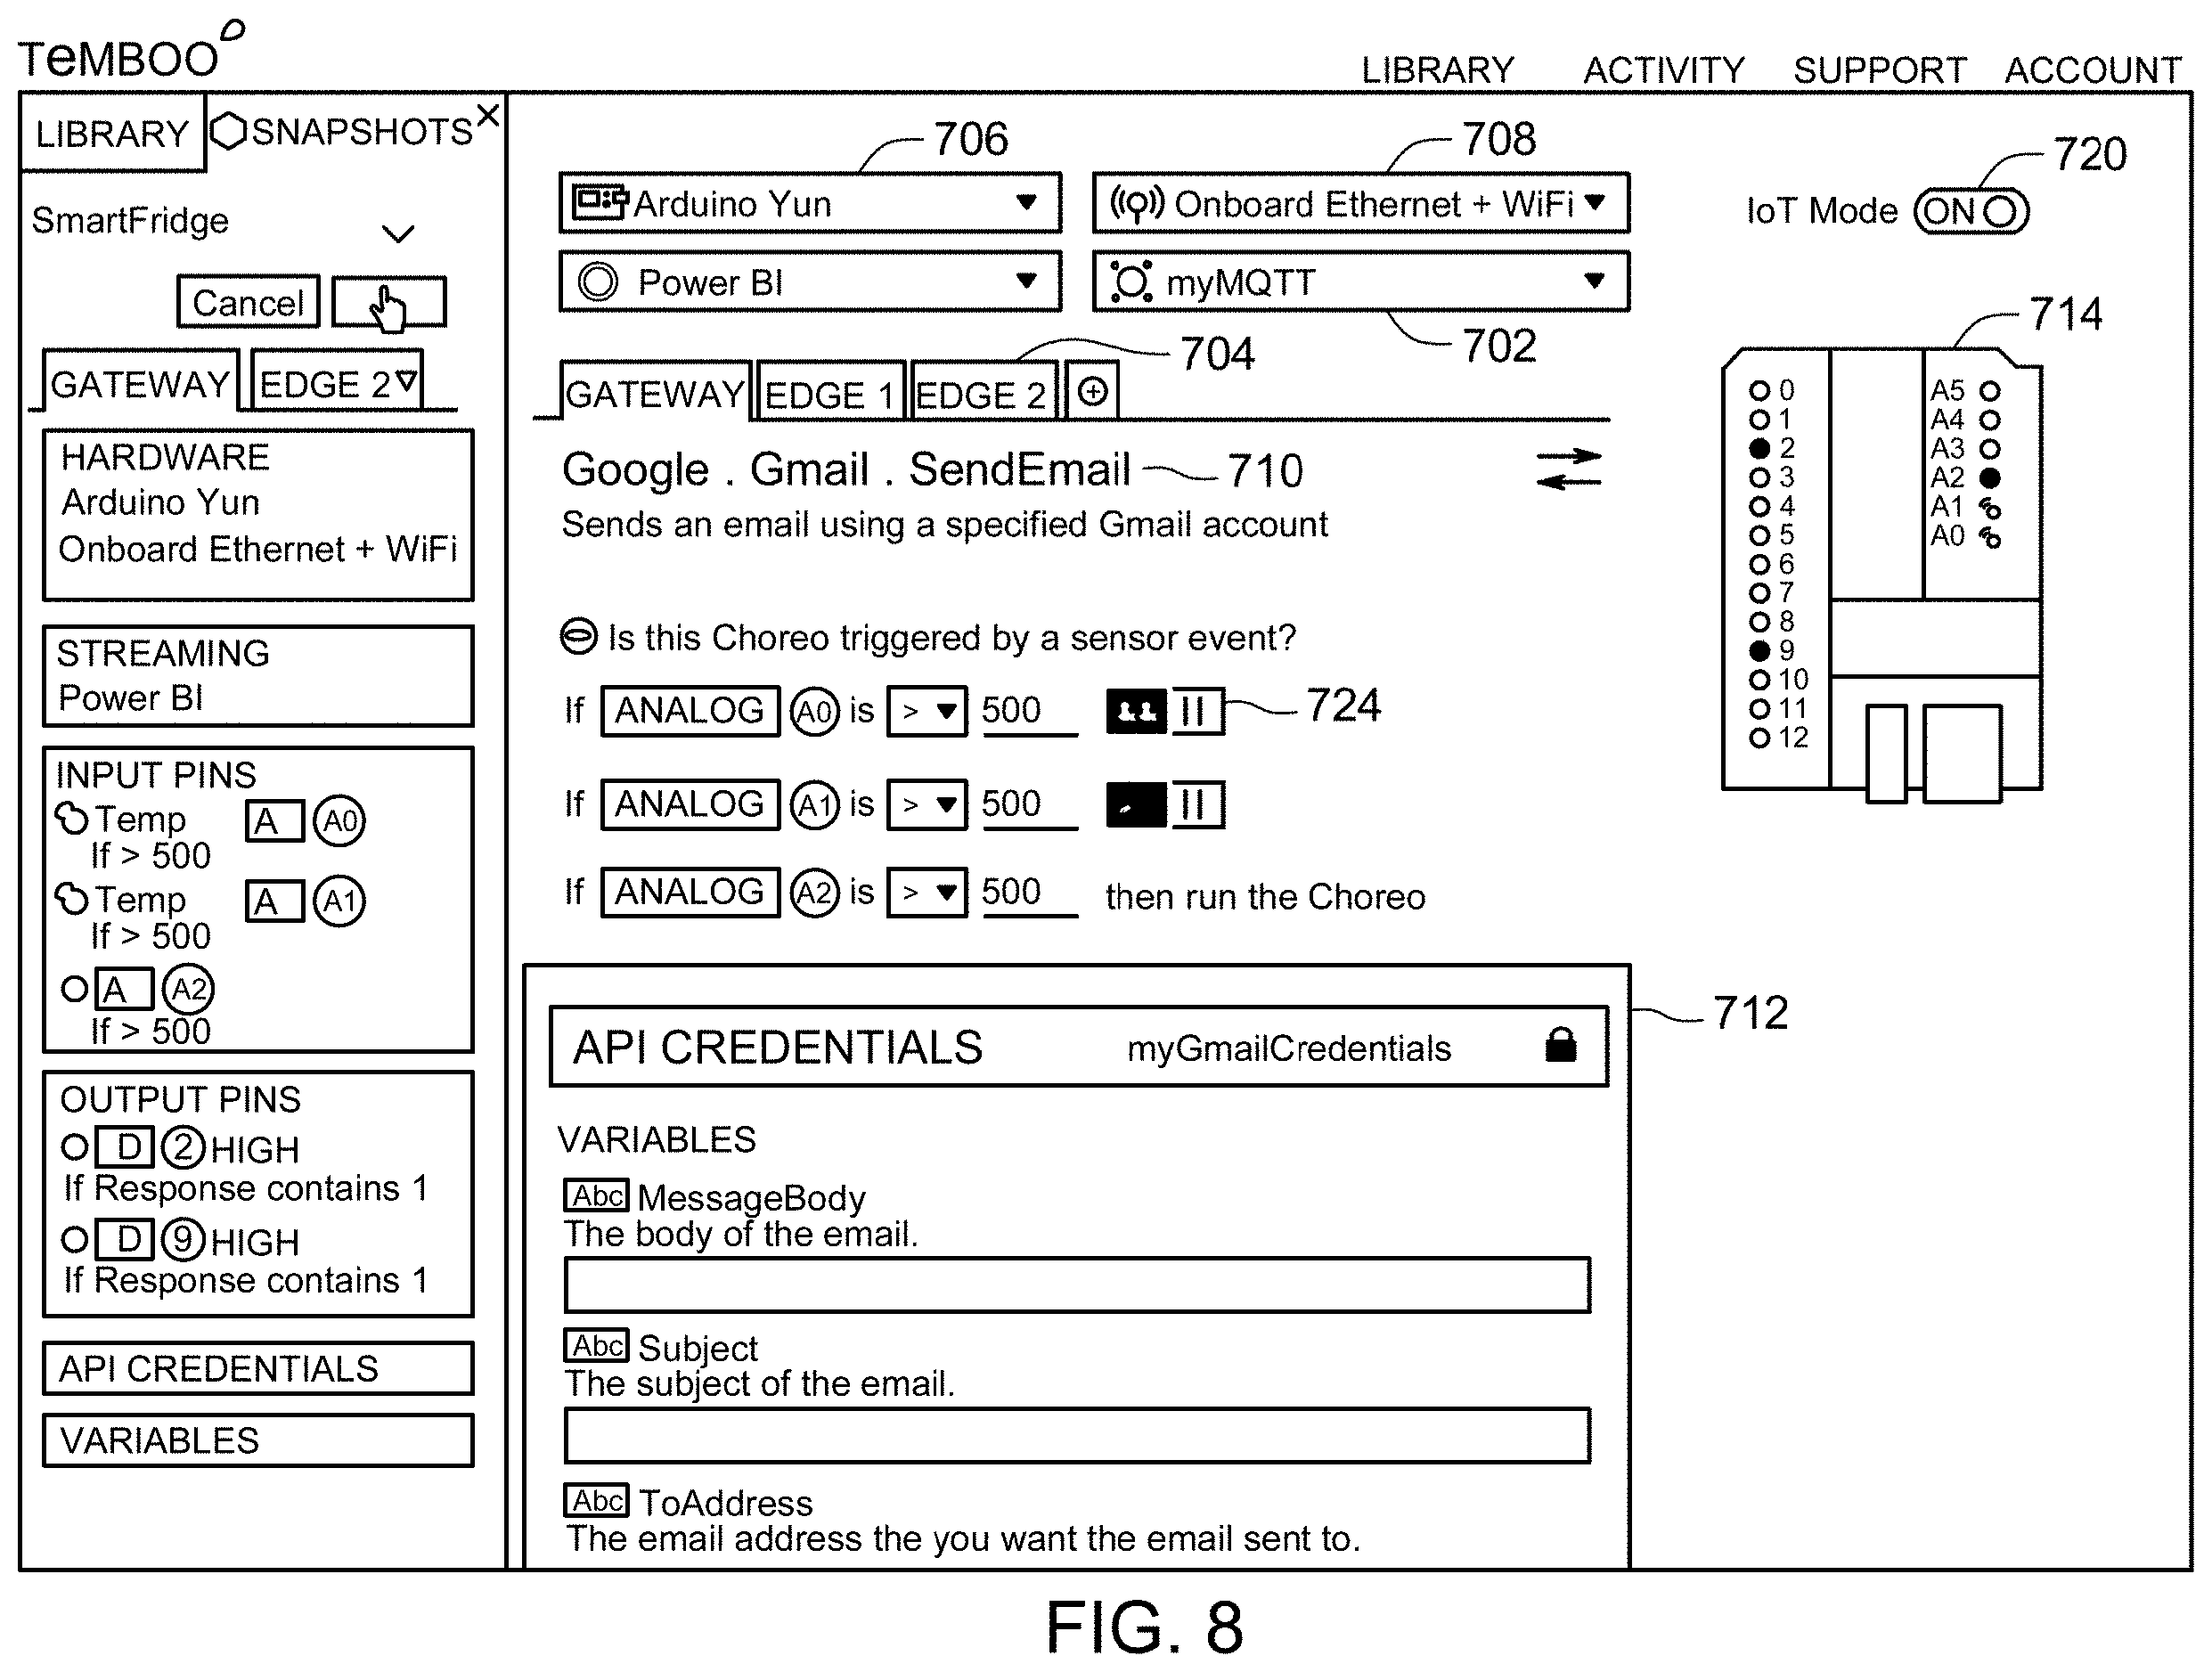 TeMBOO
LIBRARY ACTIVITY SUPPORT ACCOUNT
LIBRARY SNAPSHOTS X
SmartFridge
Cancel
GATEWAY EDGE 2
HARDWARE
Arduino Yun
Onboard Ethernet + WiFi
STREAMING
Power BI
INPUT PINS
Temp A A0
If > 500
Temp A A1
If > 500
A A2
If > 500
OUTPUT PINS
D 2 HIGH
If Response contains 1
D 9 HIGH
If Response contains 1
API CREDENTIALS
VARIABLES
706
708
720
Arduino Yun
Onboard Ethernet + WiFi
IoT Mode ON
Power BI
myMQTT
704
702
714
GATEWAY EDGE 1 EDGE 2 +
Google . Gmail . SendEmail 710
Sends an email using a specified Gmail account
Is this Choreo triggered by a sensor event?
If ANALOG A0 is > 500 724
If ANALOG A1 is > 500
If ANALOG A2 is > 500 then run the Choreo
0 A5
1 A4
2 A3
3 A2
4 A1
5 A0
6
7
8
9
10
11
12
712
API CREDENTIALS myGmailCredentials
VARIABLES
Abc MessageBody
The body of the email.
Abc Subject
The subject of the email.
Abc ToAddress
The email address the you want the email sent to.
FIG. 8